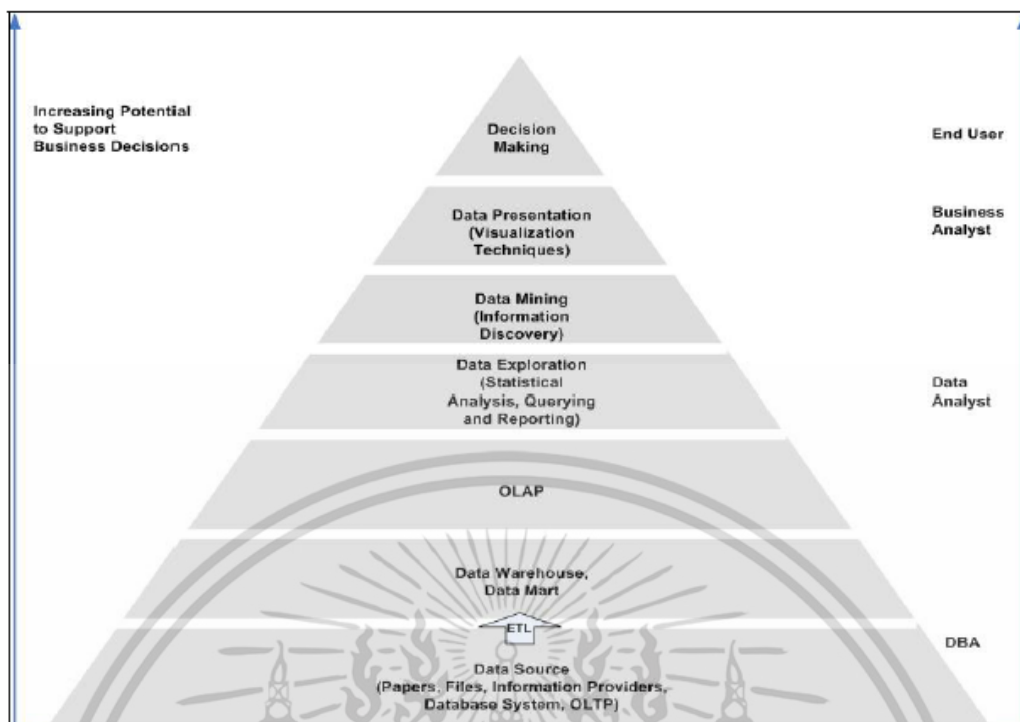 Increasing Potential
to Support
Business Decisions
Decision
Making
End User
Data Presentation
(Visualization
Techniques)
Business
Analyst
Data Mining
(Information
Discovery)
Data Exploration
(Statistical
Analysis, Querying
and Reporting)
Data
Analyst
OLAP
Data Warehouse,
Data Mart
ETL
DBA
Data Source
(Papers, Files, Information Providers,
Database System, OLTP)